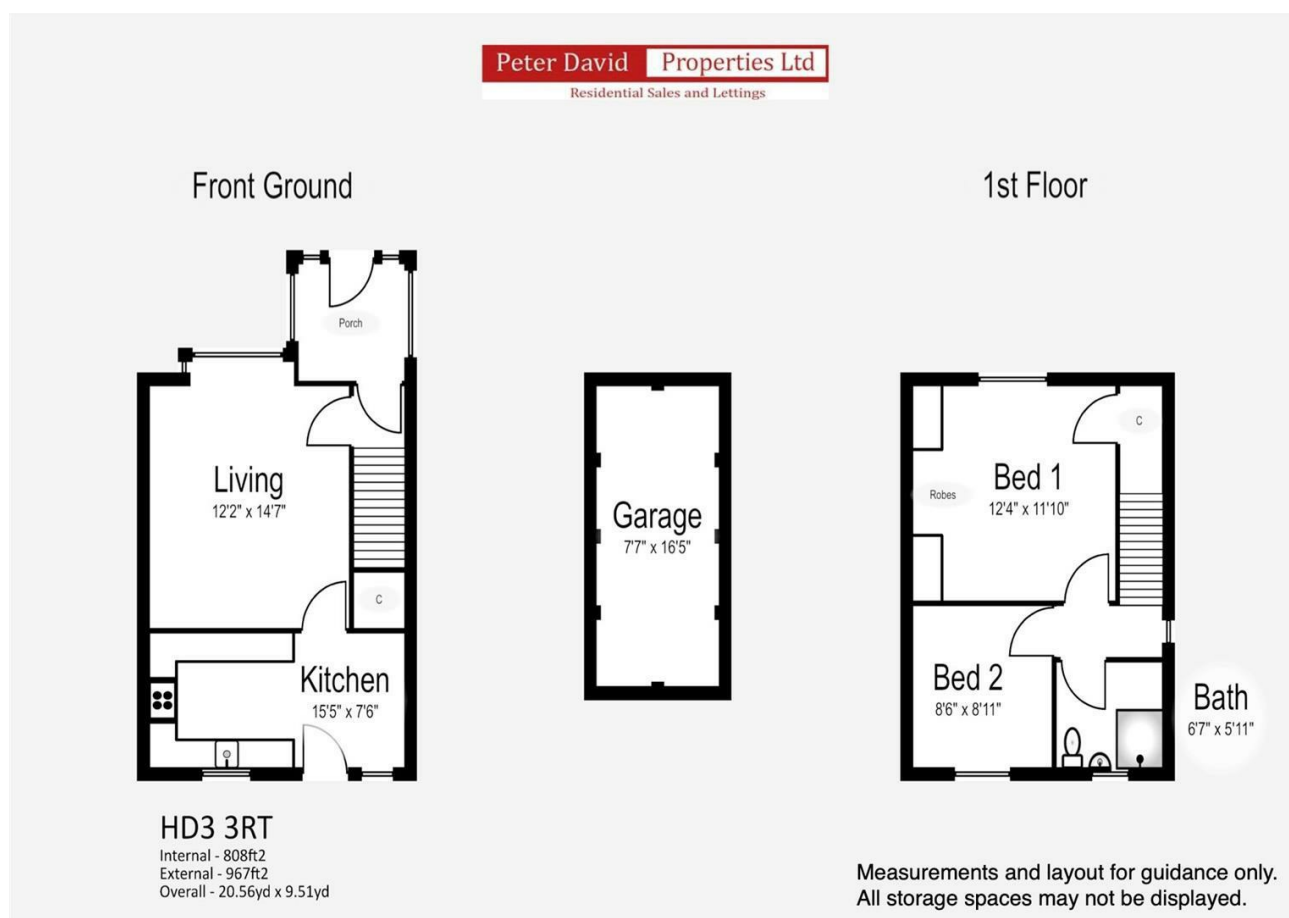 Peter David Properties Ltd
Residential Sales and Lettings
Front Ground
1st Floor
Porch
Living
12'2" x 14'7"
C
Kitchen
15'5" x 7'6"
Garage
7'7" x 16'5"
C
Robes
Bed 1
12'4" x 11'10"
Bed 2
8'6" x 8'11"
Bath
6'7" x 5'11"
HD3 3RT
Internal - 808ft2
External - 967ft2
Overall - 20.56yd x 9.51yd
Measurements and layout for guidance only.
All storage spaces may not be displayed.